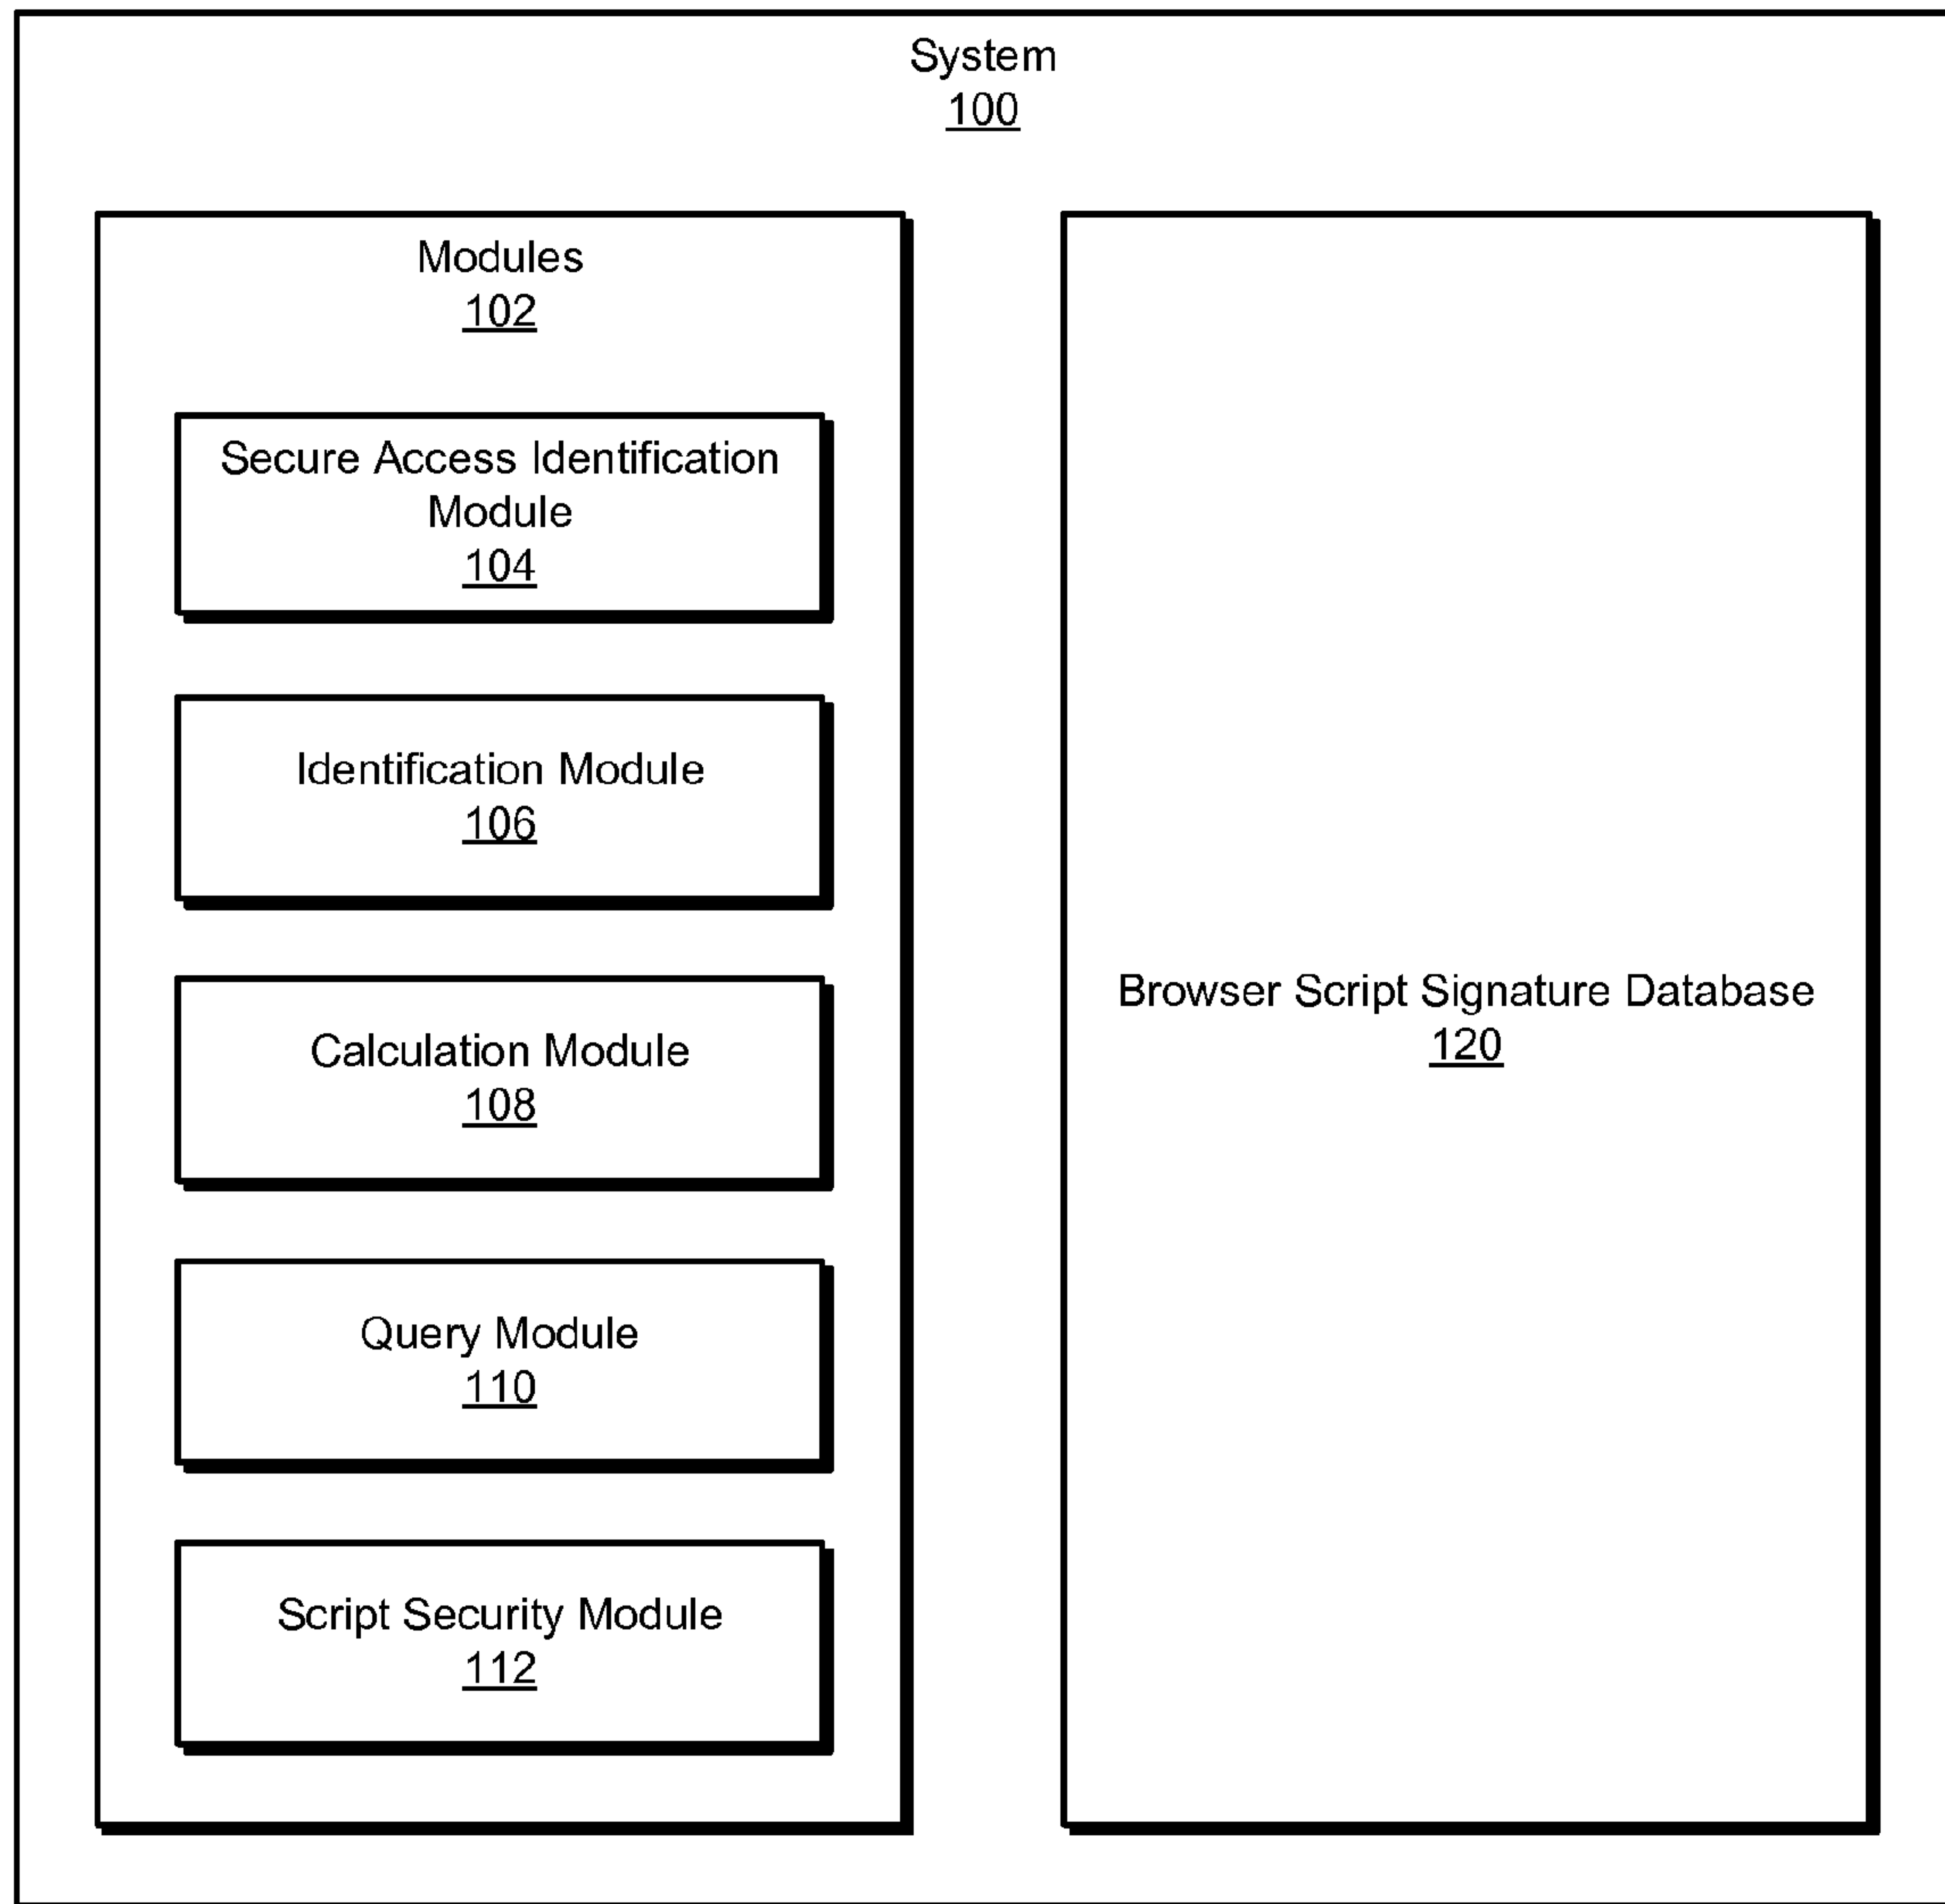 System
100
Modules
102
Secure Access Identification
Module
104
Identification Module
106
Calculation Module
108
Query Module
110
Script Security Module
112
Browser Script Signature Database
120